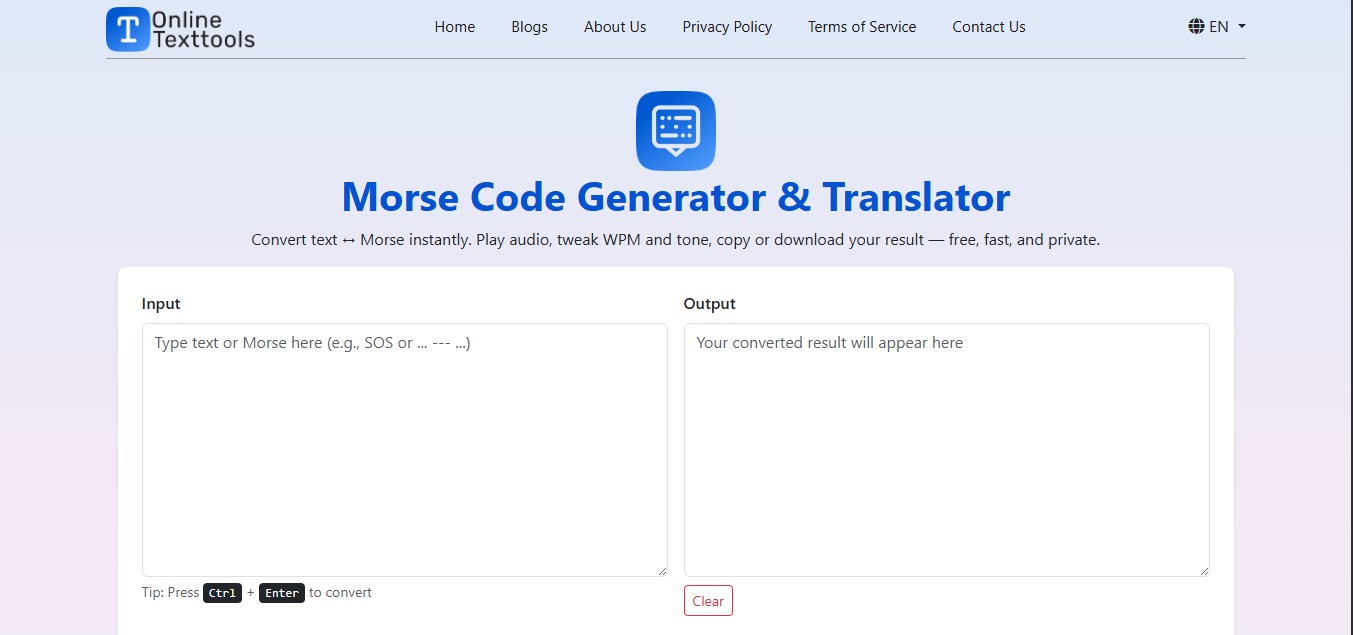 Online
Texttools
Home Blogs About Us Privacy Policy Terms of Service Contact Us EN
Morse Code Generator & Translator
Convert text ↔ Morse instantly. Play audio, tweak WPM and tone, copy or download your result — free, fast, and private.
Input
Type text or Morse here (e.g., SOS or ... --- ...)
Tip: Press Ctrl + Enter to convert
Output
Your converted result will appear here
Clear